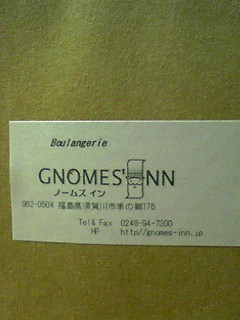 Boulangerie
GNOMES' INN
ノームズ イン
962-0504 福島県須賀川市季の郷176
Tel& Fax 0248-94-7300
HP http//gnomes-inn.jp